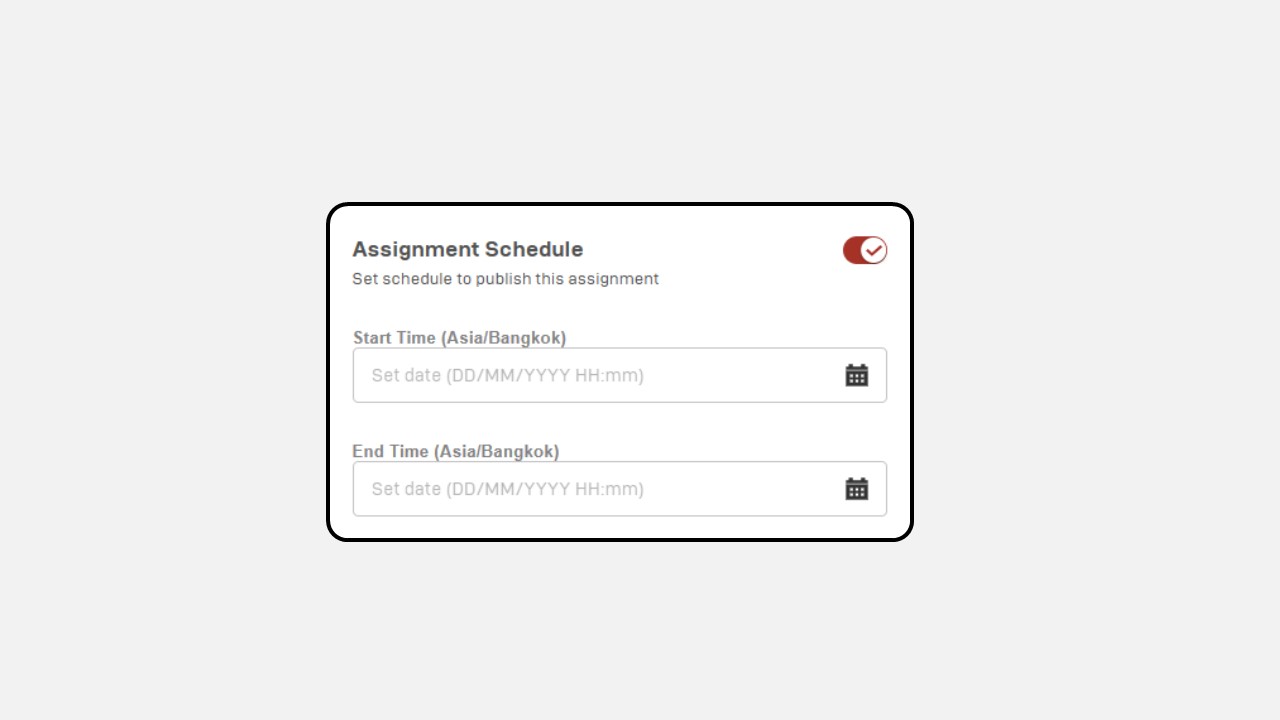 Assignment Schedule
Set schedule to publish this assignment
Start Time (Asia/Bangkok)
Set date (DD/MM/YYYY HH:mm)
End Time (Asia/Bangkok)
Set date (DD/MM/YYYY HH:mm)